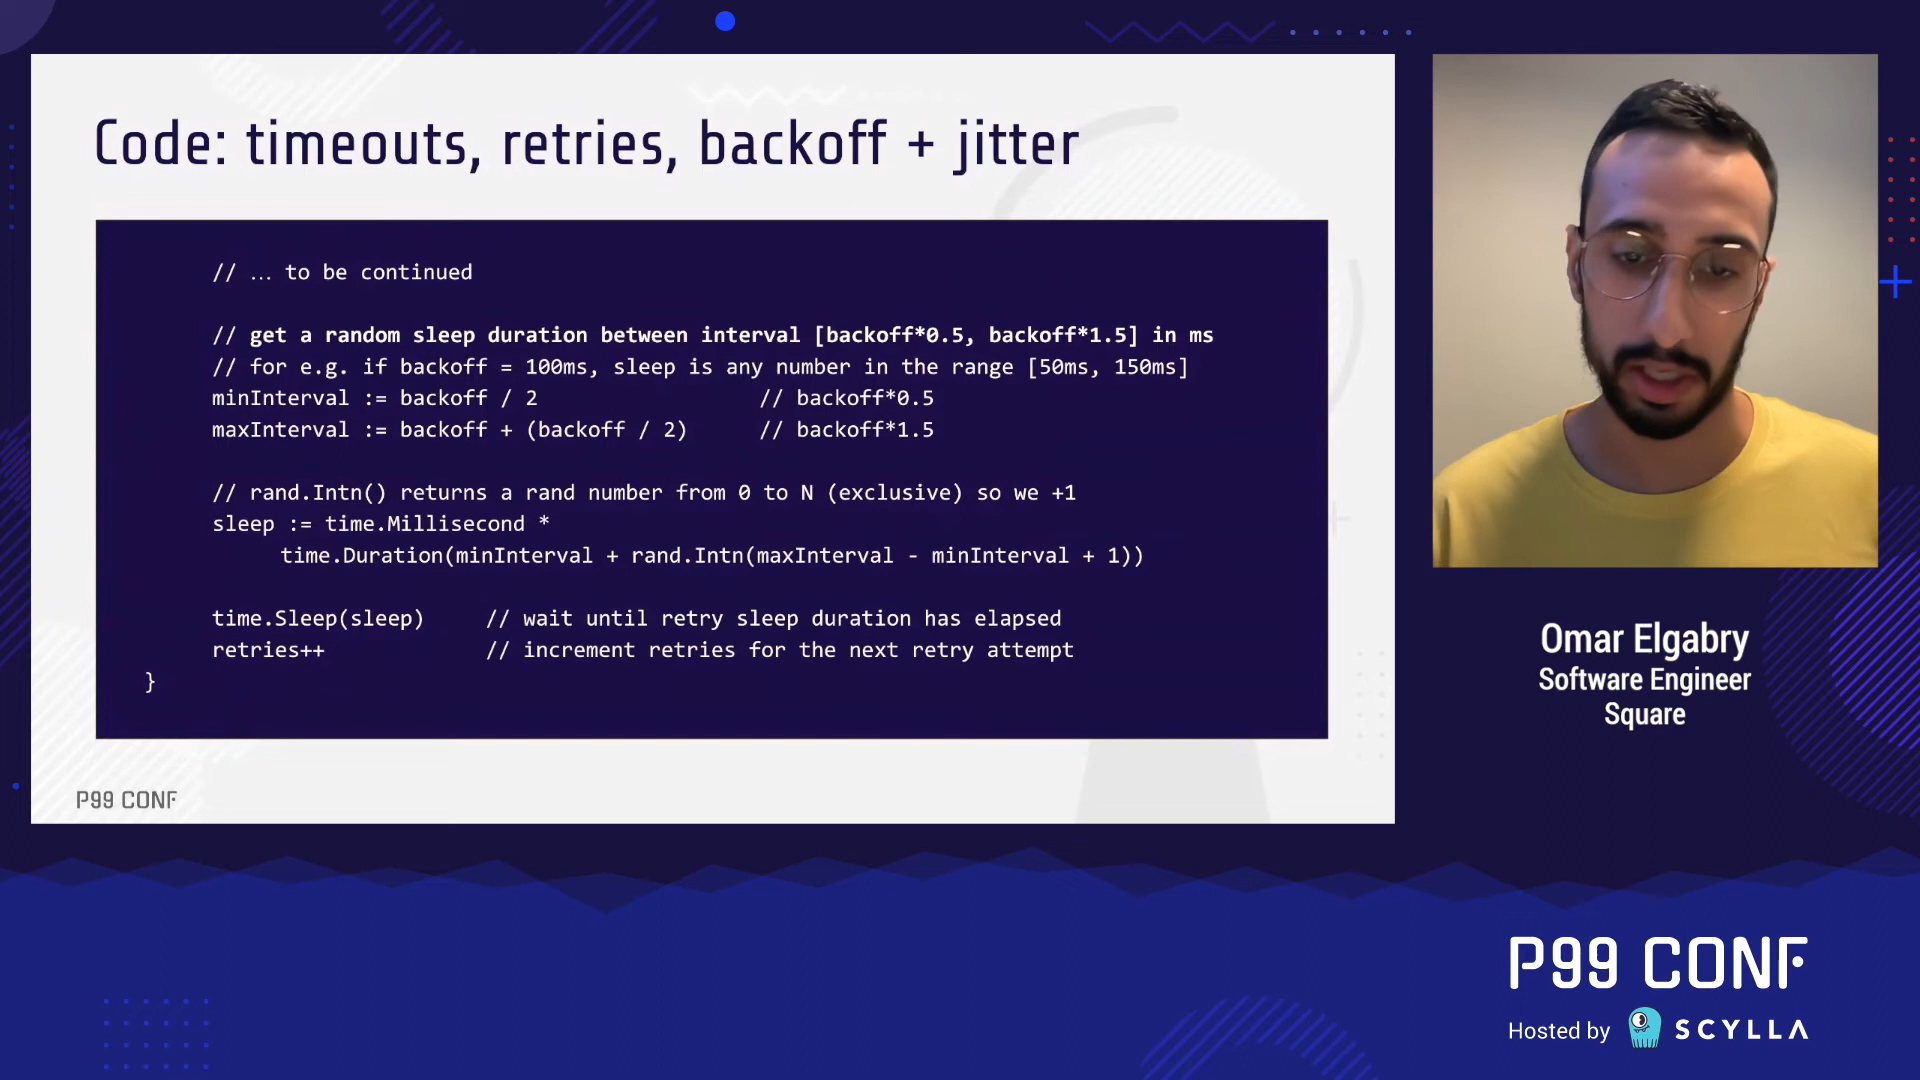 Code: timeouts, retries, backoff + jitter
// ... to be continued
// get a random sleep duration between interval [backoff*0.5, backoff*1.5] in ms
// for e.g. if backoff = 100ms, sleep is any number in the range [50ms, 150ms]
minInterval := backoff / 2 // backoff*0.5
maxInterval := backoff + (backoff / 2) // backoff*1.5
// rand.Intn() returns a rand number from 0 to N (exclusive) so we +1
sleep := time.Millisecond *
time.Duration(minInterval + rand.Intn(maxInterval - minInterval + 1))
time.Sleep(sleep) // wait until retry sleep duration has elapsed
retries++ // increment retries for the next retry attempt
}
P99 CONF
Omar Elgabry
Software Engineer
Square
P99 CONF
Hosted by SCYLLA